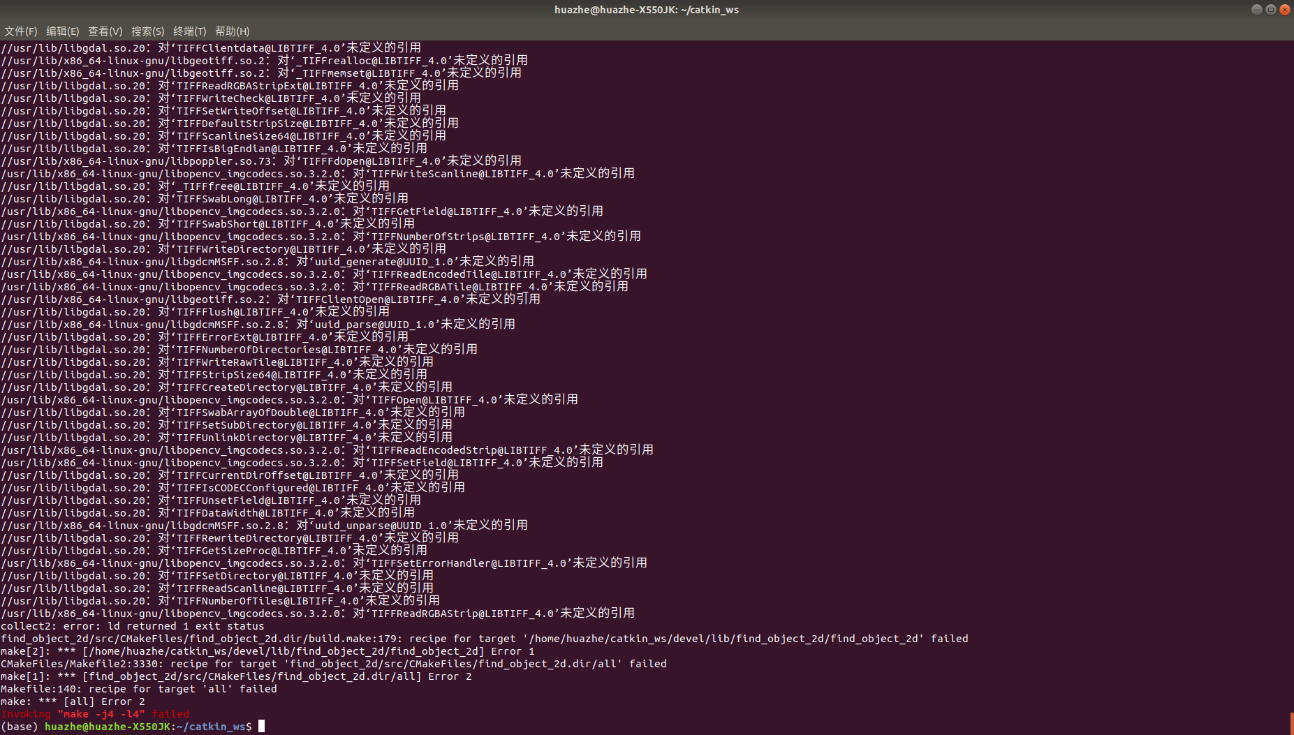 huazhe@huazhe-X550JK: ~/catkin_ws
文件(F) 编辑(E) 查看(V) 搜索(S) 终端(T) 帮助(H)
//usr/lib/libgdal.so.20：对‘TIFFClientdata@LIBTIFF_4.0’未定义的引用
//usr/lib/x86_64-linux-gnu/libgeotiff.so.2：对‘_TIFFrealloc@LIBTIFF_4.0’未定义的引用
//usr/lib/x86_64-linux-gnu/libgeotiff.so.2：对‘_TIFFmemset@LIBTIFF_4.0’未定义的引用
//usr/lib/libgdal.so.20：对‘TIFFReadRGBAStripExt@LIBTIFF_4.0’未定义的引用
//usr/lib/libgdal.so.20：对‘TIFFWriteCheck@LIBTIFF_4.0’未定义的引用
//usr/lib/libgdal.so.20：对‘TIFFSetWriteOffset@LIBTIFF_4.0’未定义的引用
//usr/lib/libgdal.so.20：对‘TIFFDefaultStripSize@LIBTIFF_4.0’未定义的引用
//usr/lib/libgdal.so.20：对‘TIFFScanlineSize64@LIBTIFF_4.0’未定义的引用
//usr/lib/libgdal.so.20：对‘TIFFIsBigEndian@LIBTIFF_4.0’未定义的引用
//usr/lib/x86_64-linux-gnu/libpoppler.so.73：对‘TIFFFdOpen@LIBTIFF_4.0’未定义的引用
/usr/lib/x86_64-linux-gnu/libopencv_imgcodecs.so.3.2.0：对‘TIFFWriteScanline@LIBTIFF_4.0’未定义的引用
//usr/lib/libgdal.so.20：对‘_TIFFfree@LIBTIFF_4.0’未定义的引用
//usr/lib/libgdal.so.20：对‘TIFFSwabLong@LIBTIFF_4.0’未定义的引用
/usr/lib/x86_64-linux-gnu/libopencv_imgcodecs.so.3.2.0：对‘TIFFGetField@LIBTIFF_4.0’未定义的引用
//usr/lib/libgdal.so.20：对‘TIFFSwabShort@LIBTIFF_4.0’未定义的引用
/usr/lib/x86_64-linux-gnu/libopencv_imgcodecs.so.3.2.0：对‘TIFFNumberOfStrips@LIBTIFF_4.0’未定义的引用
//usr/lib/libgdal.so.20：对‘TIFFWriteDirectory@LIBTIFF_4.0’未定义的引用
//usr/lib/x86_64-linux-gnu/libgdcmMSFF.so.2.8：对‘uuid_generate@UUID_1.0’未定义的引用
/usr/lib/x86_64-linux-gnu/libopencv_imgcodecs.so.3.2.0：对‘TIFFReadEncodedTile@LIBTIFF_4.0’未定义的引用
/usr/lib/x86_64-linux-gnu/libopencv_imgcodecs.so.3.2.0：对‘TIFFReadRGBATile@LIBTIFF_4.0’未定义的引用
//usr/lib/x86_64-linux-gnu/libgeotiff.so.2：对‘TIFFClientOpen@LIBTIFF_4.0’未定义的引用
//usr/lib/libgdal.so.20：对‘TIFFFlush@LIBTIFF_4.0’未定义的引用
//usr/lib/x86_64-linux-gnu/libgdcmMSFF.so.2.8：对‘uuid_parse@UUID_1.0’未定义的引用
//usr/lib/libgdal.so.20：对‘TIFFErrorExt@LIBTIFF_4.0’未定义的引用
//usr/lib/libgdal.so.20：对‘TIFFNumberOfDirectories@LIBTIFF_4.0’未定义的引用
//usr/lib/libgdal.so.20：对‘TIFFWriteRawTile@LIBTIFF_4.0’未定义的引用
//usr/lib/libgdal.so.20：对‘TIFFStripSize64@LIBTIFF_4.0’未定义的引用
//usr/lib/libgdal.so.20：对‘TIFFCreateDirectory@LIBTIFF_4.0’未定义的引用
/usr/lib/x86_64-linux-gnu/libopencv_imgcodecs.so.3.2.0：对‘TIFFOpen@LIBTIFF_4.0’未定义的引用
//usr/lib/libgdal.so.20：对‘TIFFSwabArrayOfDouble@LIBTIFF_4.0’未定义的引用
//usr/lib/libgdal.so.20：对‘TIFFSetSubDirectory@LIBTIFF_4.0’未定义的引用
//usr/lib/libgdal.so.20：对‘TIFFUnlinkDirectory@LIBTIFF_4.0’未定义的引用
/usr/lib/x86_64-linux-gnu/libopencv_imgcodecs.so.3.2.0：对‘TIFFReadEncodedStrip@LIBTIFF_4.0’未定义的引用
/usr/lib/x86_64-linux-gnu/libopencv_imgcodecs.so.3.2.0：对‘TIFFSetField@LIBTIFF_4.0’未定义的引用
//usr/lib/libgdal.so.20：对‘TIFFCurrentDirOffset@LIBTIFF_4.0’未定义的引用
//usr/lib/libgdal.so.20：对‘TIFFIsCODECConfigured@LIBTIFF_4.0’未定义的引用
//usr/lib/libgdal.so.20：对‘TIFFUnsetField@LIBTIFF_4.0’未定义的引用
//usr/lib/libgdal.so.20：对‘TIFFDataWidth@LIBTIFF_4.0’未定义的引用
//usr/lib/x86_64-linux-gnu/libgdcmMSFF.so.2.8：对‘uuid_unparse@UUID_1.0’未定义的引用
//usr/lib/libgdal.so.20：对‘TIFFRewriteDirectory@LIBTIFF_4.0’未定义的引用
//usr/lib/libgdal.so.20：对‘TIFFGetSizeProc@LIBTIFF_4.0’未定义的引用
/usr/lib/x86_64-linux-gnu/libopencv_imgcodecs.so.3.2.0：对‘TIFFSetErrorHandler@LIBTIFF_4.0’未定义的引用
//usr/lib/libgdal.so.20：对‘TIFFSetDirectory@LIBTIFF_4.0’未定义的引用
//usr/lib/libgdal.so.20：对‘TIFFReadScanline@LIBTIFF_4.0’未定义的引用
//usr/lib/libgdal.so.20：对‘TIFFNumberOfTiles@LIBTIFF_4.0’未定义的引用
/usr/lib/x86_64-linux-gnu/libopencv_imgcodecs.so.3.2.0：对‘TIFFReadRGBAStrip@LIBTIFF_4.0’未定义的引用
collect2: error: ld returned 1 exit status
find_object_2d/src/CMakeFiles/find_object_2d.dir/build.make:179: recipe for target '/home/huazhe/catkin_ws/devel/lib/find_object_2d/find_object_2d' failed
make[2]: *** [/home/huazhe/catkin_ws/devel/lib/find_object_2d/find_object_2d] Error 1
CMakeFiles/Makefile2:3330: recipe for target 'find_object_2d/src/CMakeFiles/find_object_2d.dir/all' failed
make[1]: *** [find_object_2d/src/CMakeFiles/find_object_2d.dir/all] Error 2
Makefile:140: recipe for target 'all' failed
make: *** [all] Error 2
Invoking "make -j4 -l4" failed
(base) huazhe@huazhe-X550JK:~/catkin_ws$